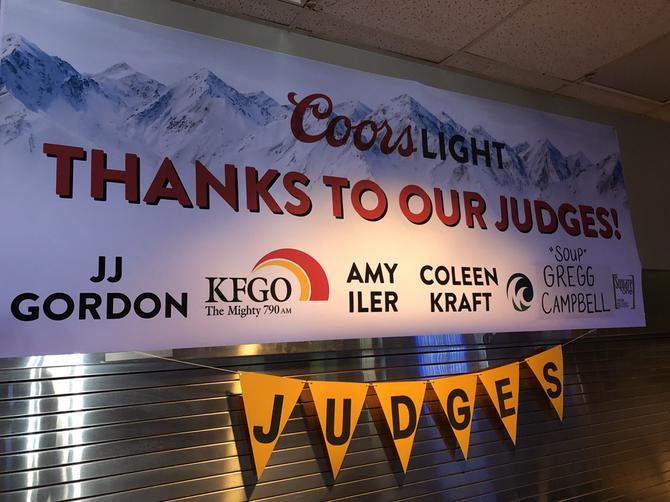 Coors LIGHT
THANKS TO OUR JUDGES!
JJ
GORDON
KFGO
The Mighty 790 AM
AMY
ILER
COLEEN
KRAFT
"SOUP"
GREGG
CAMPBELL
JUDGES